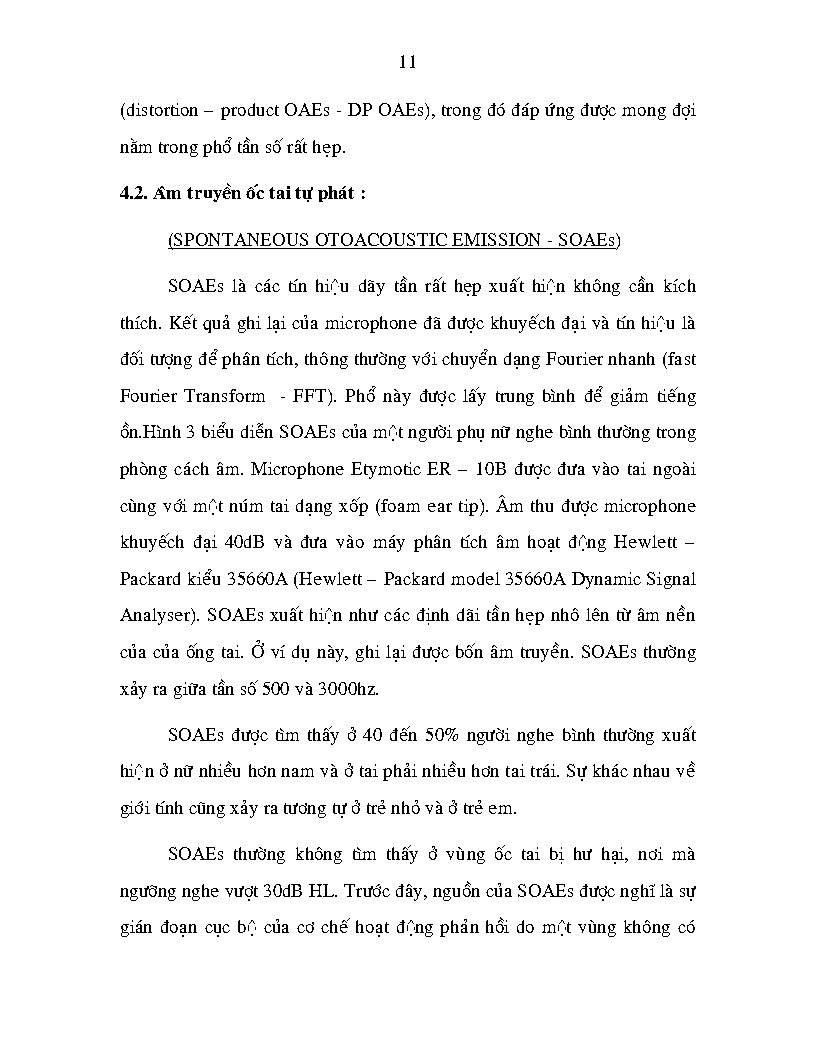 11
(distortion – product OAEs - DP OAEs), trong đó đáp ứng được mong đợi
nằm trong phổ tần số rất hẹp.
4.2. Âm truyền ốc tai tự phát :
(SPONTANEOUS OTOACOUSTIC EMISSION - SOAEs)
SOAEs là các tín hiệu dãy tần rất hẹp xuất hiện không cần kích
thích. Kết quả ghi lại của microphone đã được khuyếch đại và tín hiệu là
đối tượng để phân tích, thông thường với chuyển dạng Fourier nhanh (fast
Fourier Transform - FFT). Phổ này được lấy trung bình để giảm tiếng
ồn.Hình 3 biểu diễn SOAEs của một người phụ nữ nghe bình thường trong
phòng cách âm. Microphone Etymotic ER – 10B được đưa vào tai ngoài
cùng với một núm tai dạng xốp (foam ear tip). Âm thu được microphone
khuyếch đại 40dB và đưa vào máy phân tích âm hoạt động Hewlett –
Packard kiểu 35660A (Hewlett – Packard model 35660A Dynamic Signal
Analyser). SOAEs xuất hiện như các định dãi tần hẹp nhô lên từ âm nền
của của ống tai. Ở ví dụ này, ghi lại được bốn âm truyền. SOAEs thường
xảy ra giữa tần số 500 và 3000hz.
SOAEs được tìm thấy ở 40 đến 50% người nghe bình thường xuất
hiện ở nữ nhiều hơn nam và ở tai phải nhiều hơn tai trái. Sự khác nhau về
giới tính cũng xảy ra tương tự ở trẻ nhỏ và ở trẻ em.
SOAEs thường không tìm thấy ở vùng ốc tai bị hư hại, nơi mà
ngưỡng nghe vượt 30dB HL. Trước đây, nguồn của SOAEs được nghĩ là sự
gián đoạn cục bộ của cơ chế hoạt động phản hồi do một vùng không có